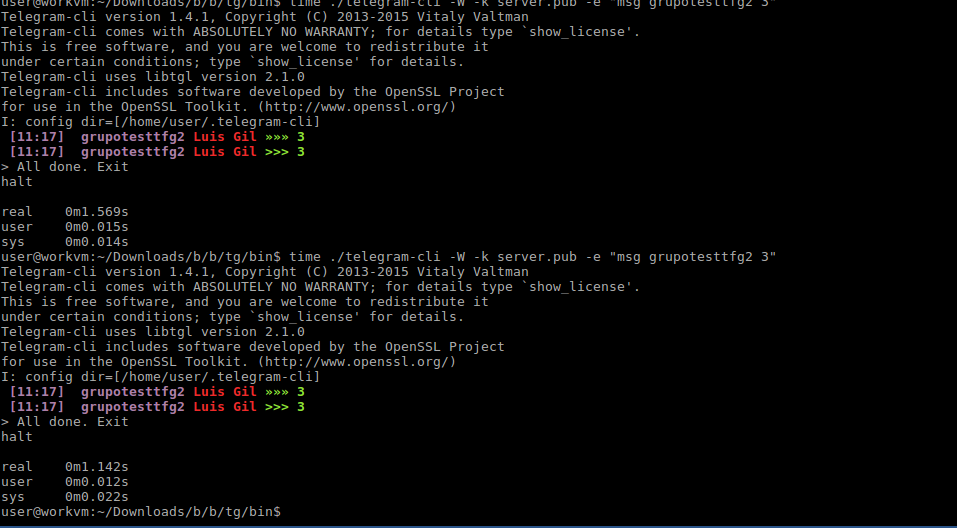 user@workvm:~/Downloads/b/b/tg/bin$ time ./telegram-cli -W -k server.pub -e "msg grupotesttfg2 3"
Telegram-cli version 1.4.1, Copyright (C) 2013-2015 Vitaly Valtman
Telegram-cli comes with ABSOLUTELY NO WARRANTY; for details type `show_license'.
This is free software, and you are welcome to redistribute it
under certain conditions; type `show_license' for details.
Telegram-cli uses libtgl version 2.1.0
Telegram-cli includes software developed by the OpenSSL Project
for use in the OpenSSL Toolkit. (http://www.openssl.org/)
I: config dir=[/home/user/.telegram-cli]
 [11:17]  grupotesttfg2 Luis Gil »»» 3
 [11:17]  grupotesttfg2 Luis Gil >>> 3
> All done. Exit
halt

real    0m1.569s
user    0m0.015s
sys     0m0.014s
user@workvm:~/Downloads/b/b/tg/bin$ time ./telegram-cli -W -k server.pub -e "msg grupotesttfg2 3"
Telegram-cli version 1.4.1, Copyright (C) 2013-2015 Vitaly Valtman
Telegram-cli comes with ABSOLUTELY NO WARRANTY; for details type `show_license'.
This is free software, and you are welcome to redistribute it
under certain conditions; type `show_license' for details.
Telegram-cli uses libtgl version 2.1.0
Telegram-cli includes software developed by the OpenSSL Project
for use in the OpenSSL Toolkit. (http://www.openssl.org/)
I: config dir=[/home/user/.telegram-cli]
 [11:17]  grupotesttfg2 Luis Gil »»» 3
 [11:17]  grupotesttfg2 Luis Gil >>> 3
> All done. Exit
halt

real    0m1.142s
user    0m0.012s
sys     0m0.022s
user@workvm:~/Downloads/b/b/tg/bin$